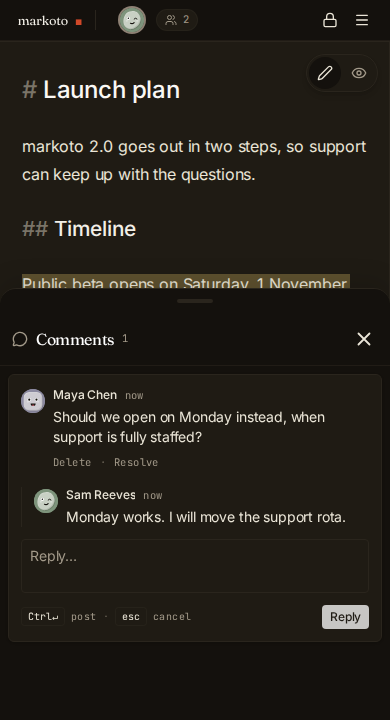 markoto
2
# Launch plan
markoto 2.0 goes out in two steps, so support
can keep up with the questions.
## Timeline
Public beta opens on Saturday, 1 November
Comments 1
Maya Chen now
Should we open on Monday instead, when
support is fully staffed?
Delete · Resolve
Sam Reeves now
Monday works. I will move the support rota.
Reply...
Ctrl↵ post · esc cancel
Reply